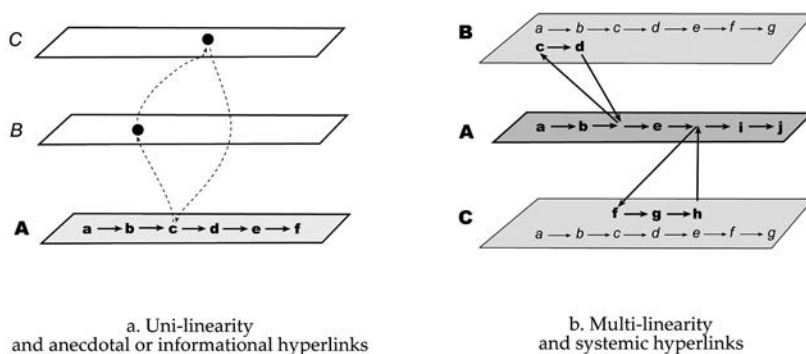 C
B
A
a → b → c → d → e → f
a. Uni-linearity
and anecdotal or informational hyperlinks
B
a → b → c → d → e → f → g
c → d
A
a → b → → e → → i → j
C
f → g → h
a → b → c → d → e → f → g
b. Multi-linearity
and systemic hyperlinks